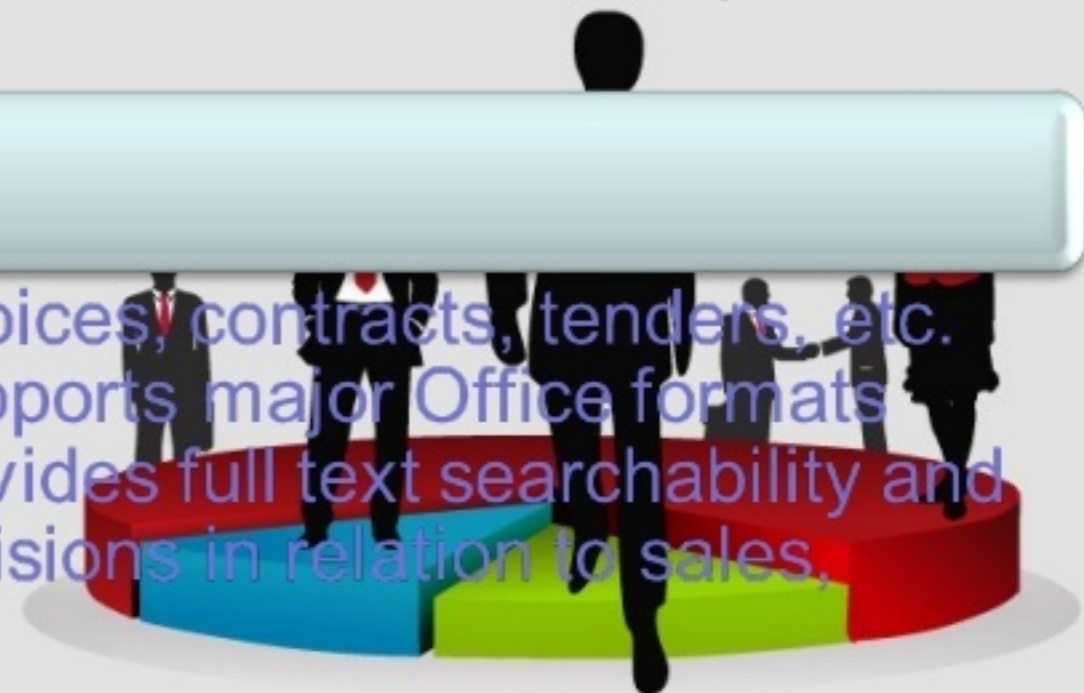 oices, contracts, tenders, etc.
pports major Office formats
vides full text searchability and
isions in relation to sales,